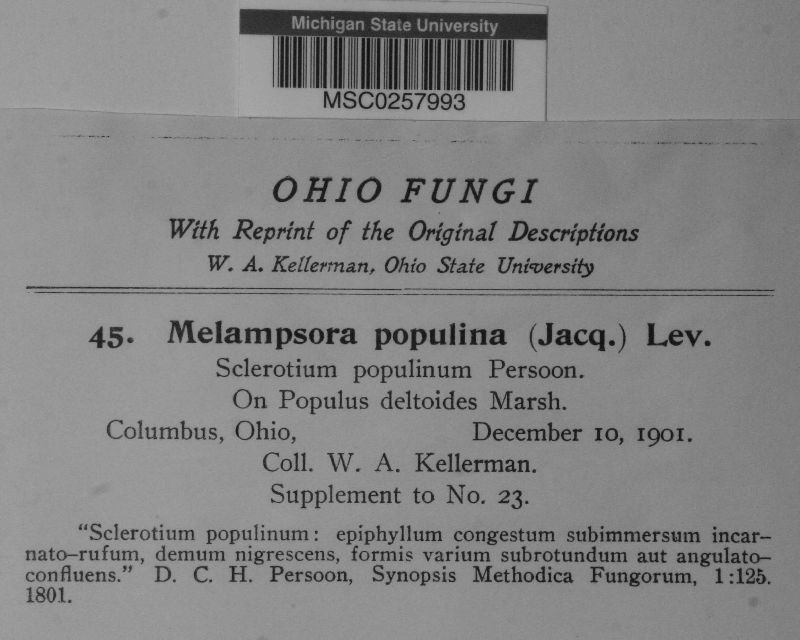 Michigan State University
MSC0257993
OHIO FUNGI
With Reprint of the Original Descriptions
W. A. Kellerman, Ohio State University
45. Melampsora populina (Jacq.) Lev.
Sclerotium populinum Persoon.
On Populus deltoides Marsh.
Columbus, Ohio, December 10, 1901.
Coll. W. A. Kellerman.
Supplement to No. 23.
"Sclerotium populinum: epiphyllum congestum subimmersum incar-
nato-rufum, demum nigrescens, formis varium subrotundum aut angulato-
confluens." D. C. H. Persoon, Synopsis Methodica Fungorum, 1:125.
1801.